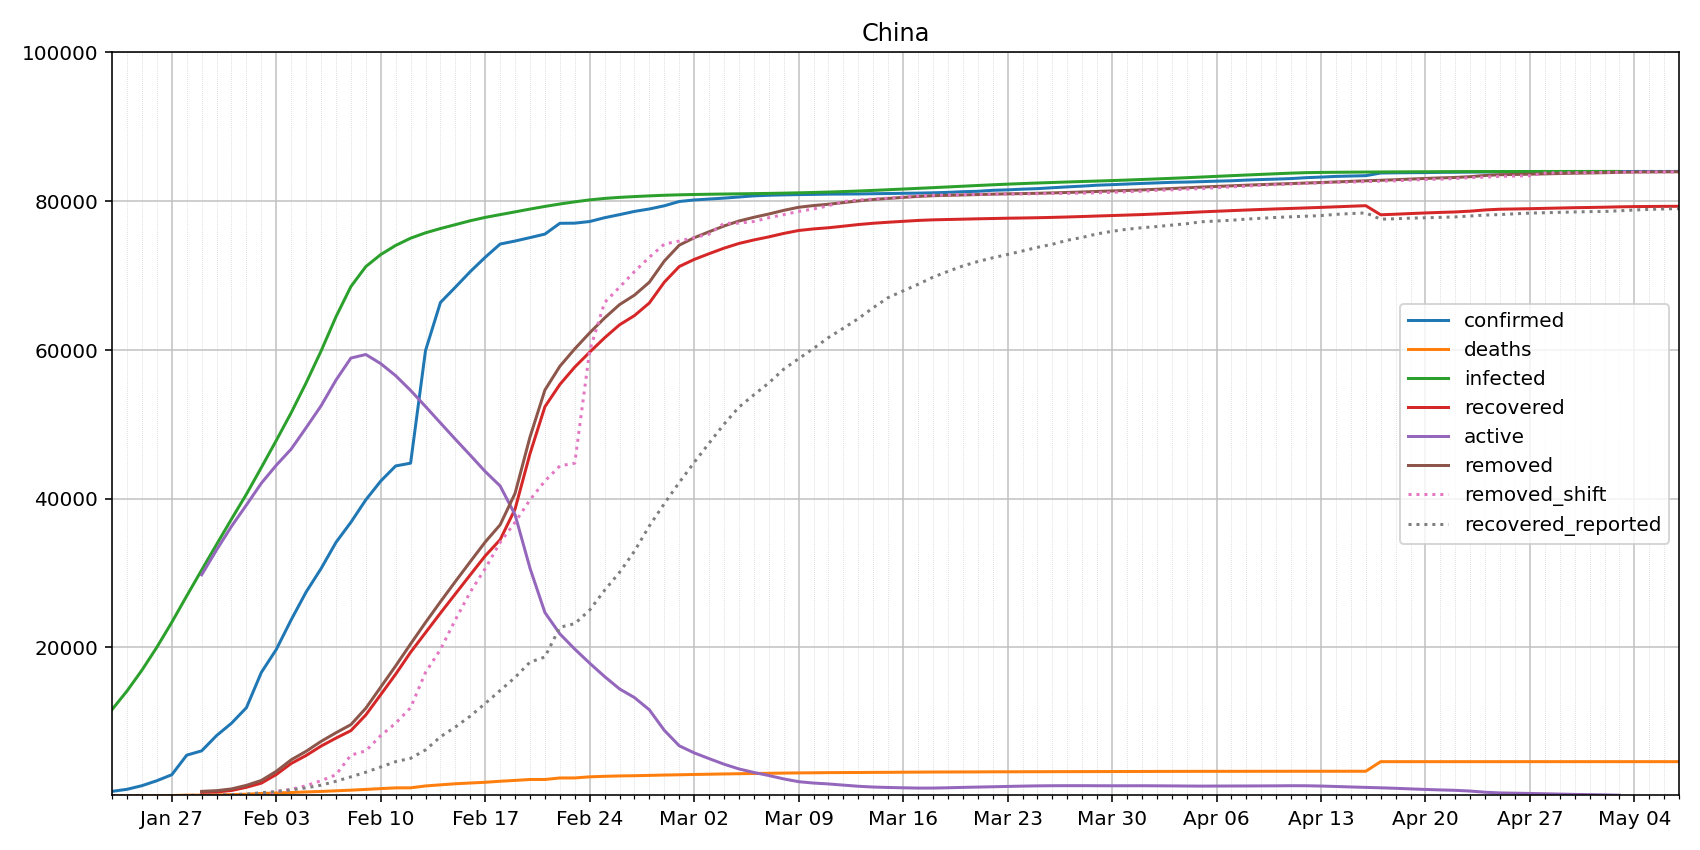 China
100000
80000
60000
40000
20000
confirmed
deaths
infected
recovered
active
removed
removed_shift
recovered_reported
Jan 27 Feb 03 Feb 10 Feb 17 Feb 24 Mar 02 Mar 09 Mar 16 Mar 23 Mar 30 Apr 06 Apr 13 Apr 20 Apr 27 May 04